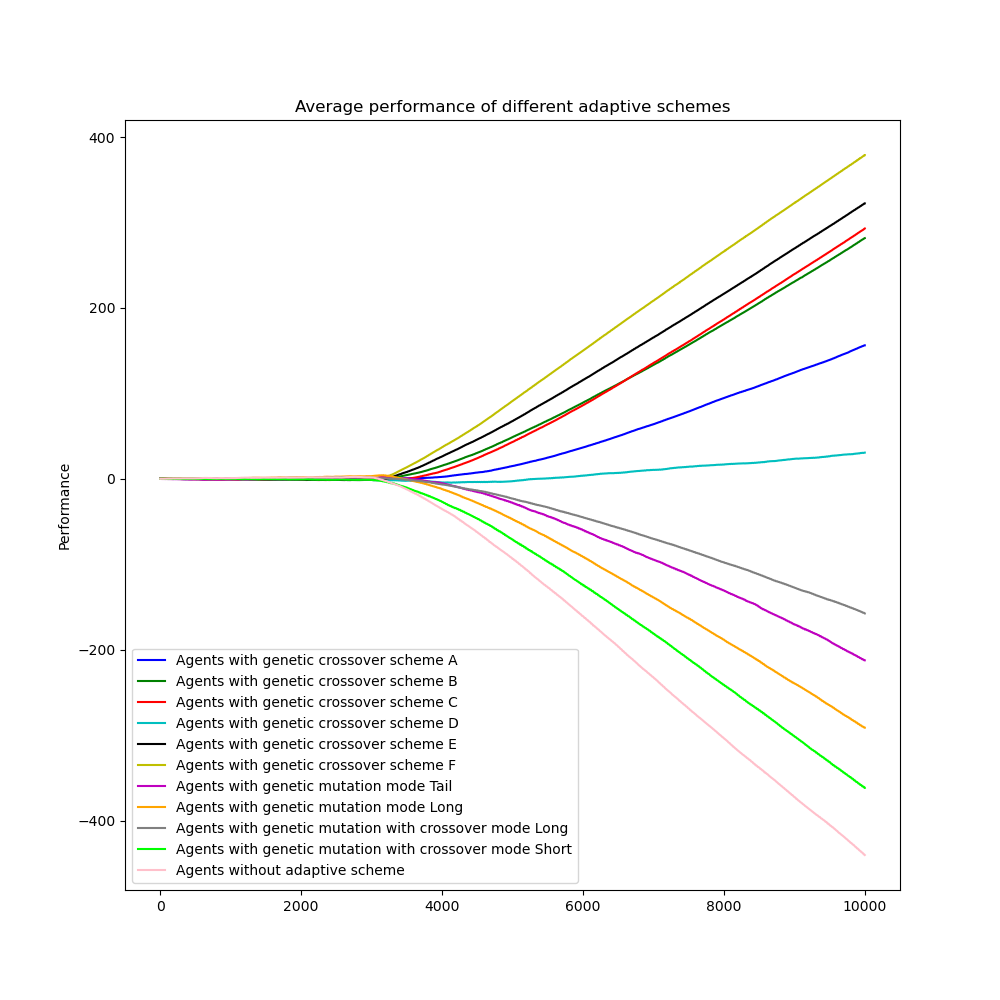 Average performance of different adaptive schemes
400
200
0
−200
−400
Performance
Agents with genetic crossover scheme A
Agents with genetic crossover scheme B
Agents with genetic crossover scheme C
Agents with genetic crossover scheme D
Agents with genetic crossover scheme E
Agents with genetic crossover scheme F
Agents with genetic mutation mode Tail
Agents with genetic mutation mode Long
Agents with genetic mutation with crossover mode Long
Agents with genetic mutation with crossover mode Short
Agents without adaptive scheme
0 2000 4000 6000 8000 10000